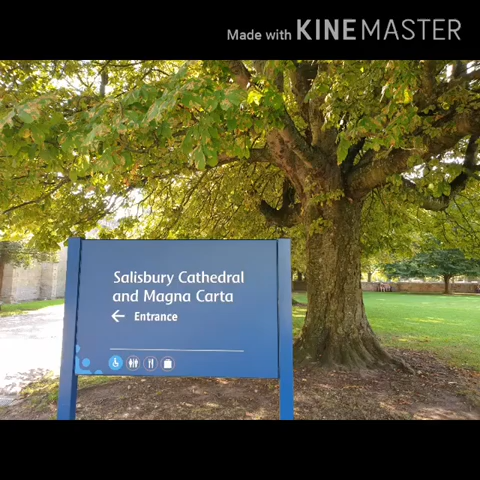 Made with KINEMASTER
Salisbury Cathedral
and Magna Carta
← Entrance